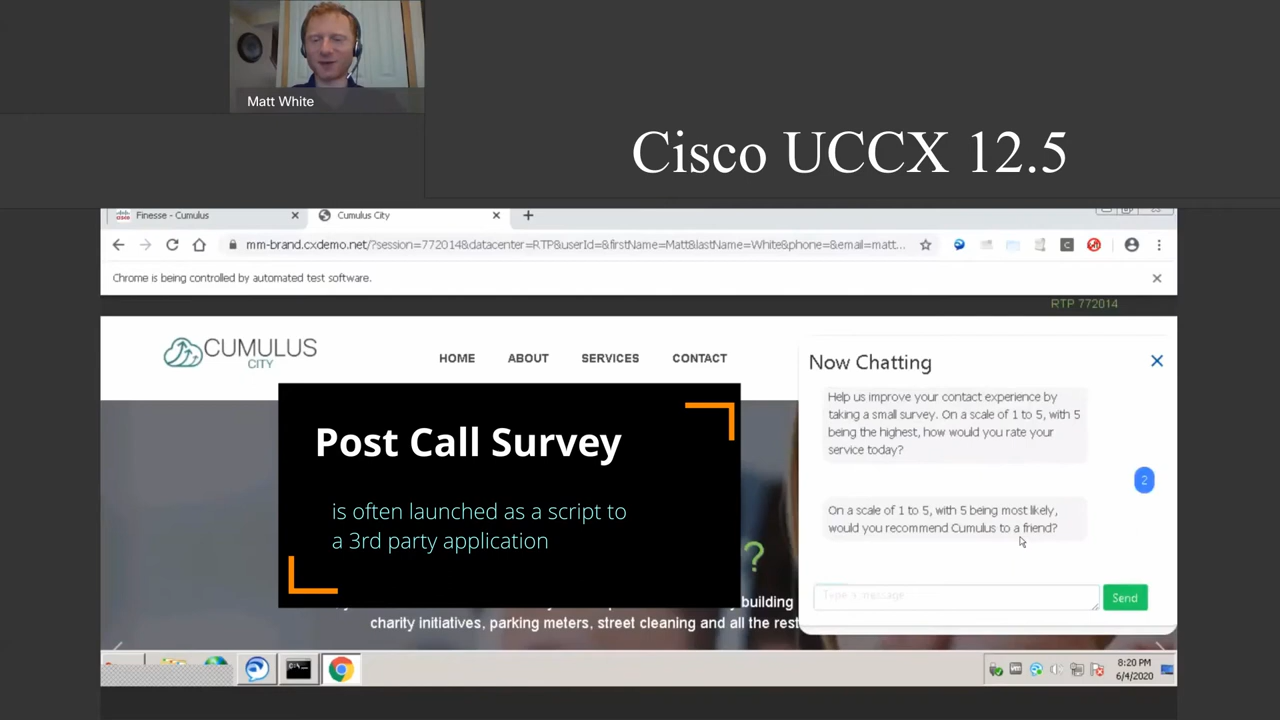 Matt White
Cisco UCCX 12.5
Finesse - Cumulus
Cumulus City
mm-brand.cxdemo.net/?session=772014&datacenter=RTP&userId=&firstName=Matt&lastName=White&phone=&email=matt...
Chrome is being controlled by automated test software.
RTP 772014
CUMULUS
CITY
HOME
ABOUT
SERVICES
CONTACT
Now Chatting
Help us improve your contact experience by
taking a small survey. On a scale of 1 to 5, with 5
being the highest, how would you rate your
service today?
2
On a scale of 1 to 5, with 5 being most likely,
would you recommend Cumulus to a friend?
Type a message
Send
Post Call Survey
is often launched as a script to
a 3rd party application
?
building
charity initiatives, parking meters, street cleaning and all the rest
8:20 PM
6/4/2020